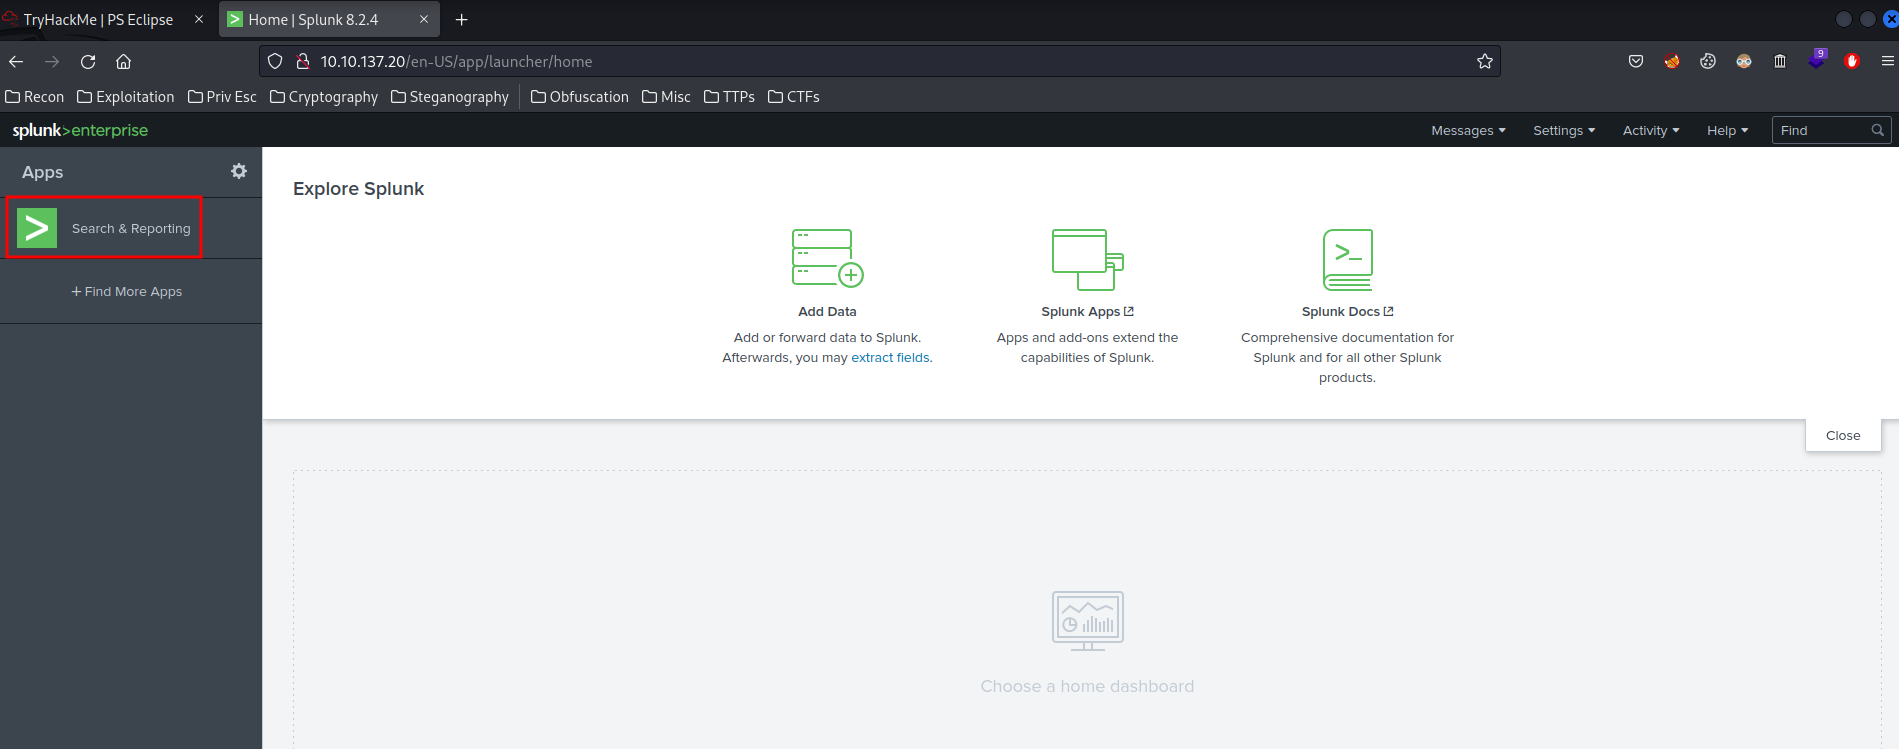 TryHackMe | PS Eclipse
Home | Splunk 8.2.4
10.10.137.20/en-US/app/launcher/home
9
Recon Exploitation Priv Esc Cryptography Steganography Obfuscation Misc TTPs CTFs
splunk>enterprise
Messages Settings Activity Help Find
Apps
Search & Reporting
+ Find More Apps
Explore Splunk
Add Data
Add or forward data to Splunk.
Afterwards, you may extract fields.
Splunk Apps
Apps and add-ons extend the
capabilities of Splunk.
Splunk Docs
Comprehensive documentation for
Splunk and for all other Splunk
products.
Close
Choose a home dashboard